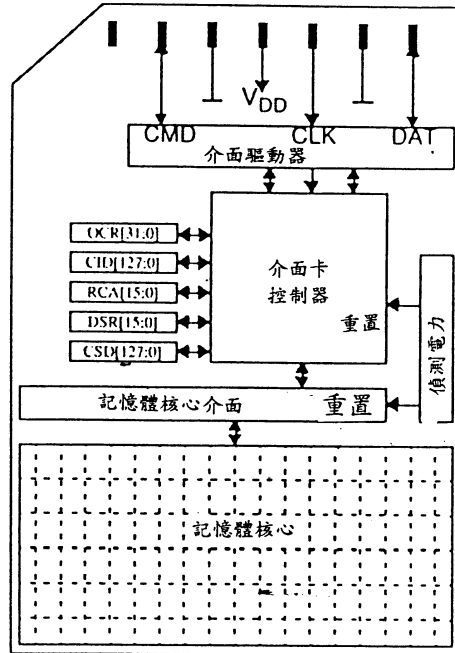 VDD
CMD CLK DAT
介面驅動器
OCR[31:0]
CID[127:0]
RCA[15:0]
DSR[15:0]
CSD[127:0]
介面卡
控制器
重置
偵測電力
記憶體核心介面 重置
記憶體核心